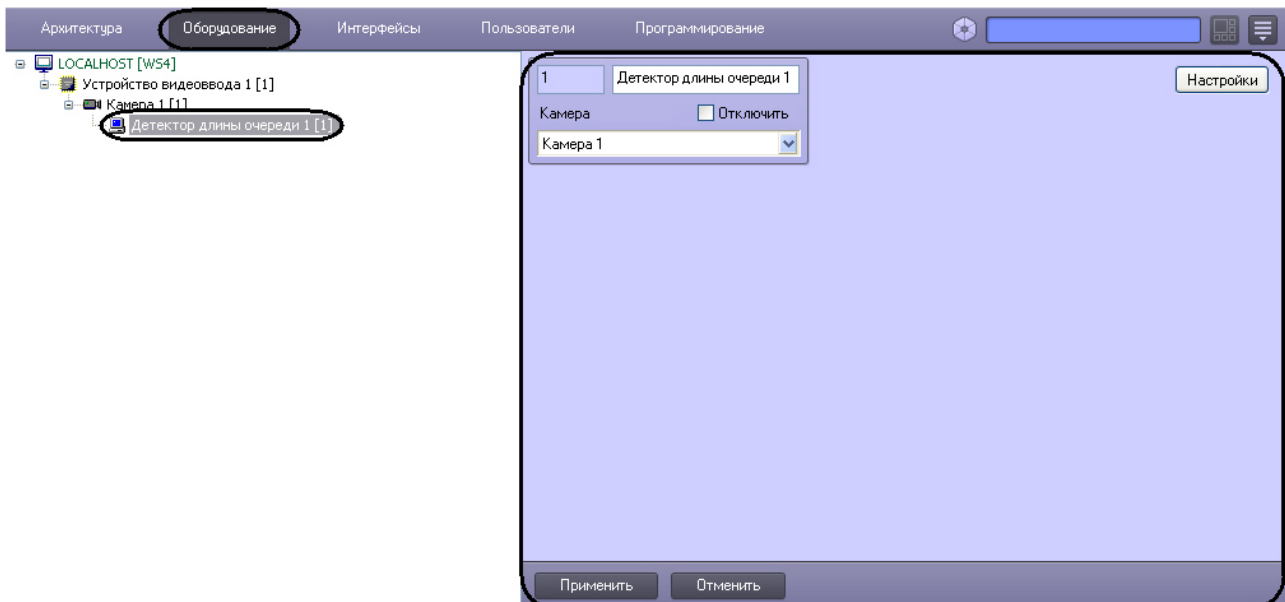 Архитектура Оборудование Интерфейсы Пользователи Программирование
LOCALHOST [WS4]
Устройство видеоввода 1 [1]
Камера 1 [1]
Детектор длины очереди 1 [1]
1 Детектор длины очереди 1
Настройки
Камера Отключить
Камера 1
Применить Отменить